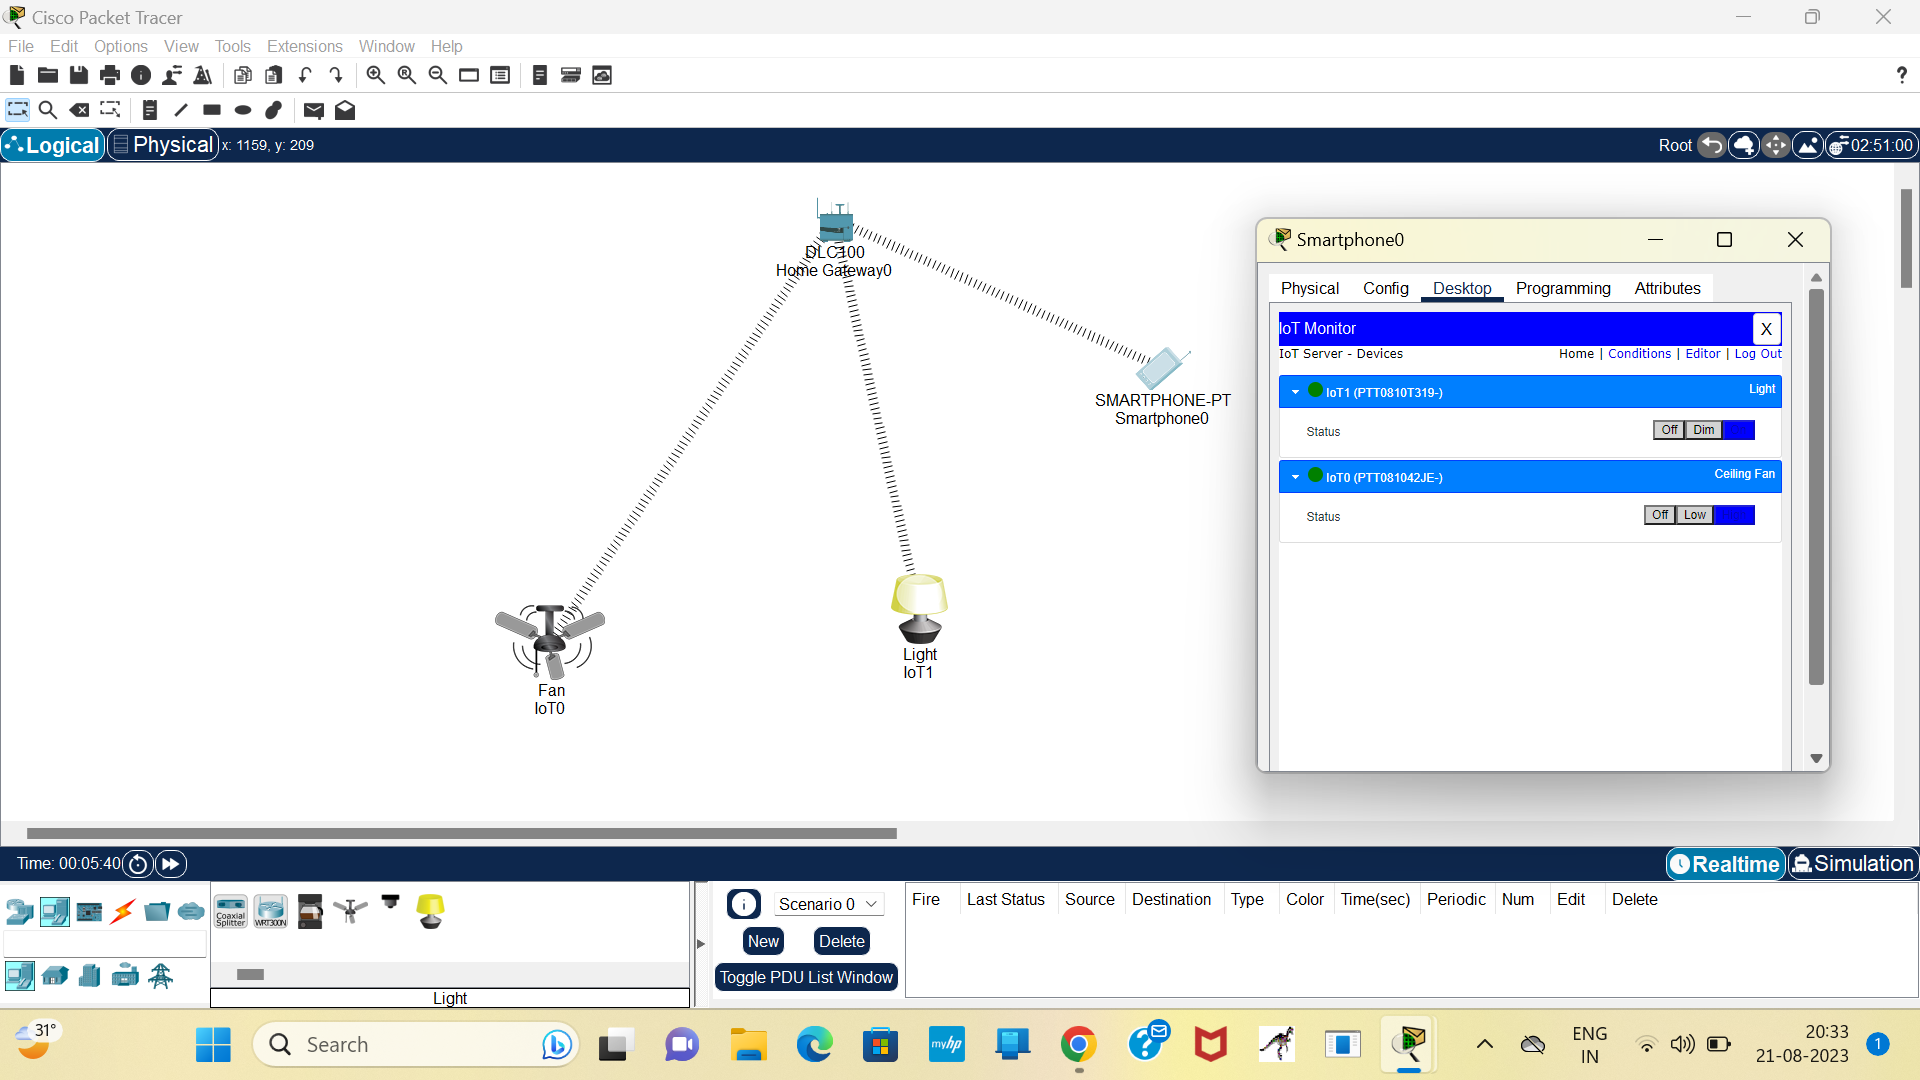 Cisco Packet Tracer
File Edit Options View Tools Extensions Window Help
?
Logical Physical x: 1159, y: 209 Root 02:51:00
DLC100
Home Gateway0
SMARTPHONE-PT
Smartphone0
Fan
IoT0
Light
IoT1
Smartphone0
Physical Config Desktop Programming Attributes
IoT Monitor X
IoT Server - Devices Home | Conditions | Editor | Log Out
IoT1 (PTT0810T319-) Light
Status Off Dim
IoT0 (PTT081042JE-) Ceiling Fan
Status Off Low
Time: 00:05:40 Realtime Simulation
Coaxial
Splitter
WRT300N
Light
Scenario 0
New Delete
Toggle PDU List Window
Fire Last Status Source Destination Type Color Time(sec) Periodic Num Edit Delete
31°
Search
myhp
ENG
IN
20:33
21-08-2023
1